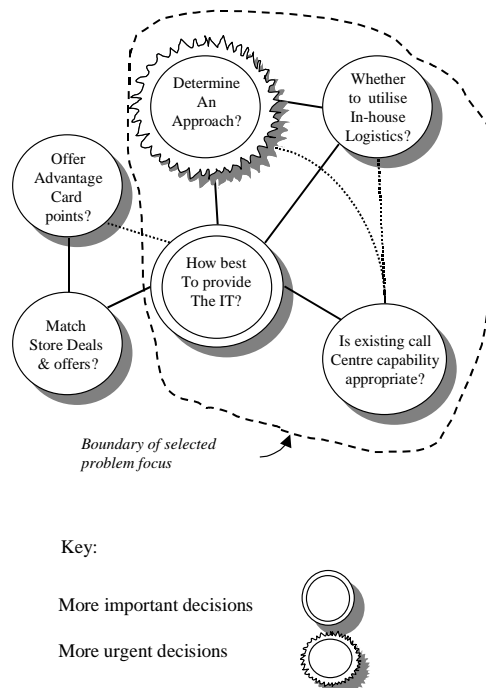 Determine
An
Approach?
Whether
to utilise
In-house
Logistics?
Offer
Advantage
Card
points?
How best
To provide
The IT?
Match
Store Deals
& offers?
Is existing call
Centre capability
appropriate?
Boundary of selected
problem focus
Key:
More important decisions
More urgent decisions